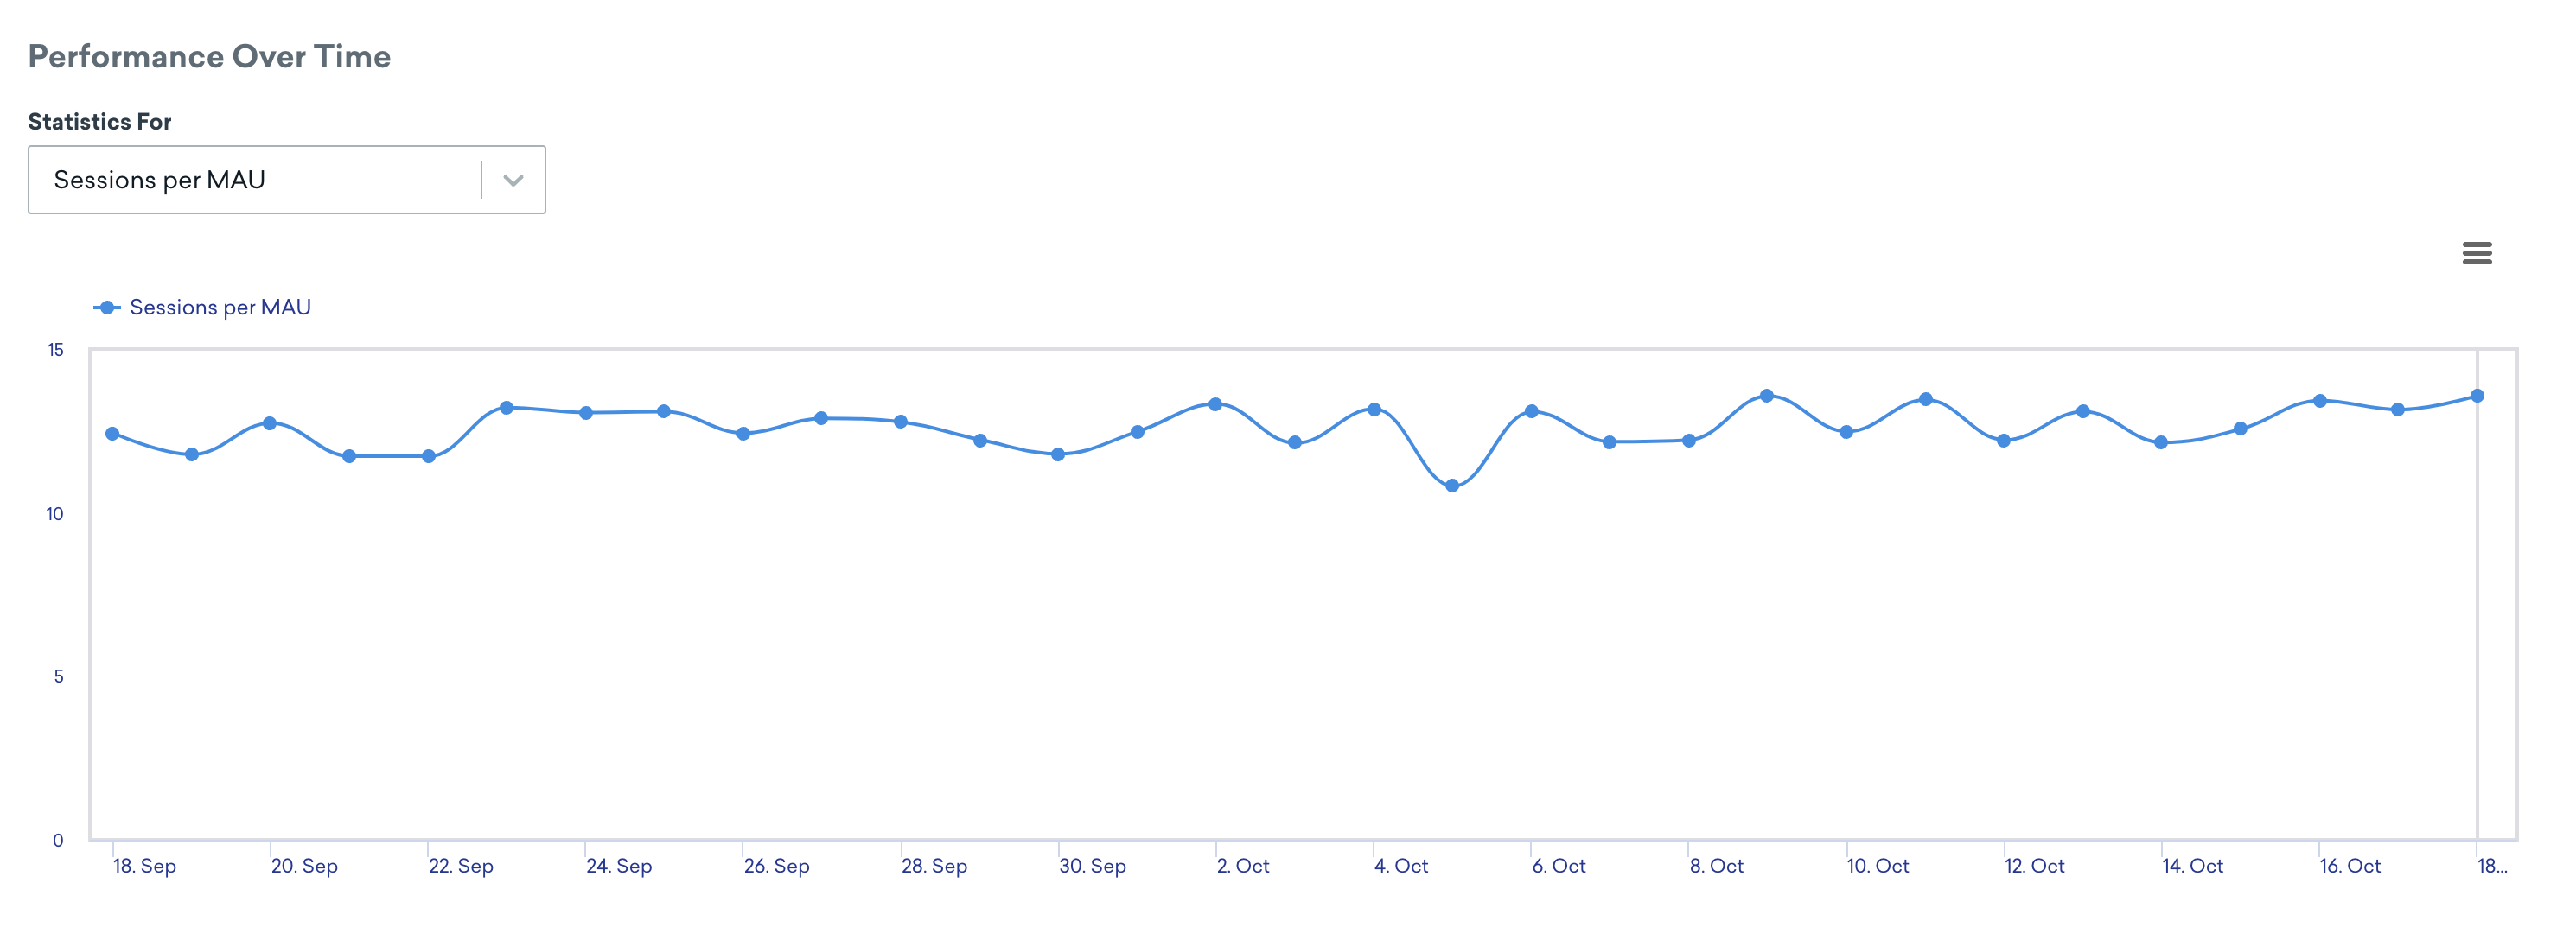 Performance Over Time
Statistics For
Sessions per MAU
Sessions per MAU
15
10
5
0
18. Sep 20. Sep 22. Sep 24. Sep 26. Sep 28. Sep 30. Sep 2. Oct 4. Oct 6. Oct 8. Oct 10. Oct 12. Oct 14. Oct 16. Oct 18...